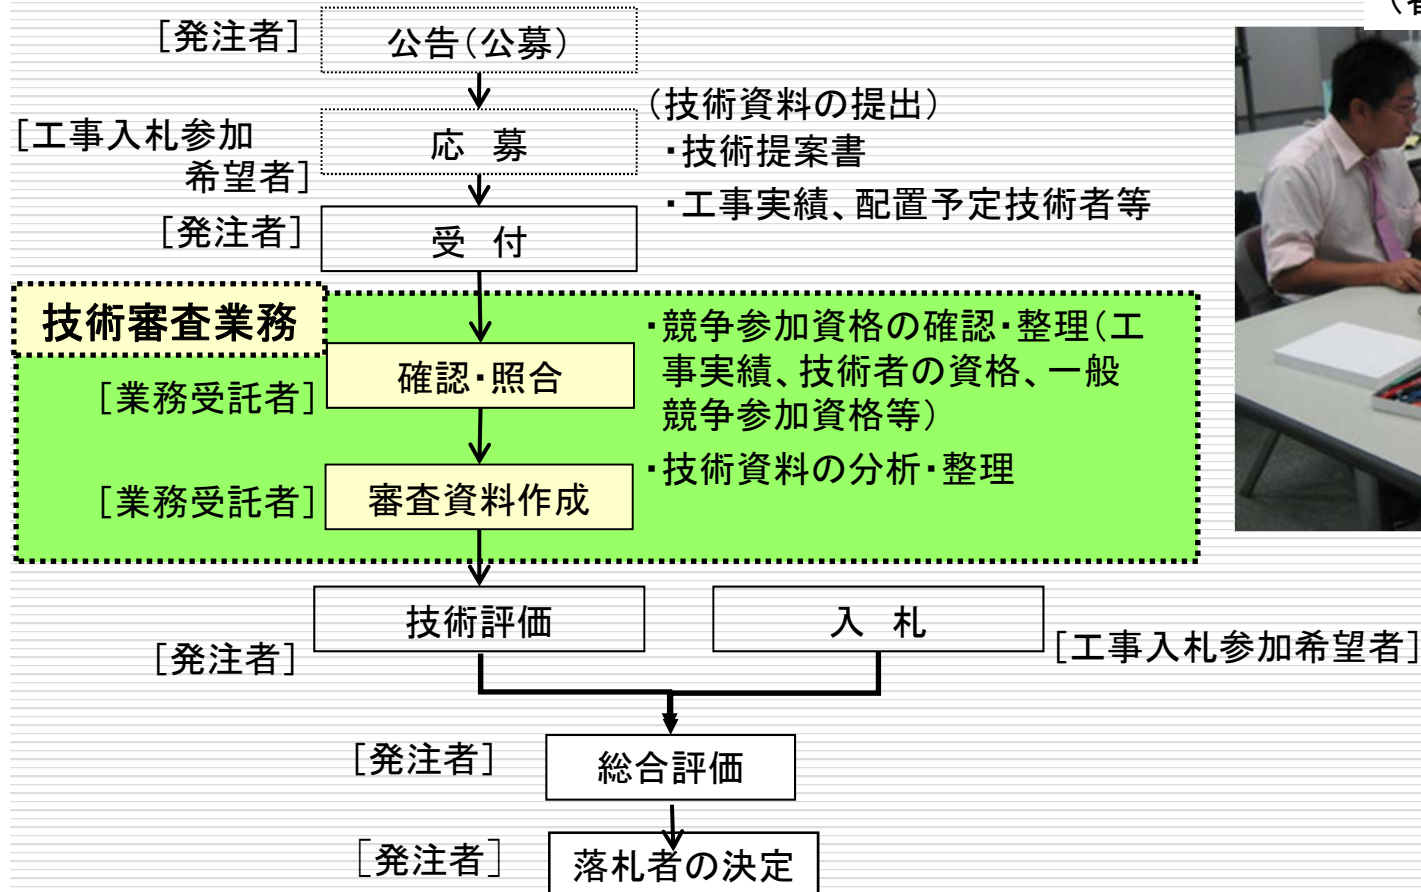 [発注者] 公告(公募)
(技術資料の提出)
[工事入札参加
希望者]
応 募
・技術提案書
・工事実績、配置予定技術者等
[発注者] 受 付
技術審査業務
[業務受託者] 確認・照合
・競争参加資格の確認・整理(工
事実績、技術者の資格、一般
競争参加資格等)
・技術資料の分析・整理
[業務受託者] 審査資料作成
[発注者] 技術評価
入 札 [工事入札参加希望者]
[発注者] 総合評価
[発注者] 落札者の決定